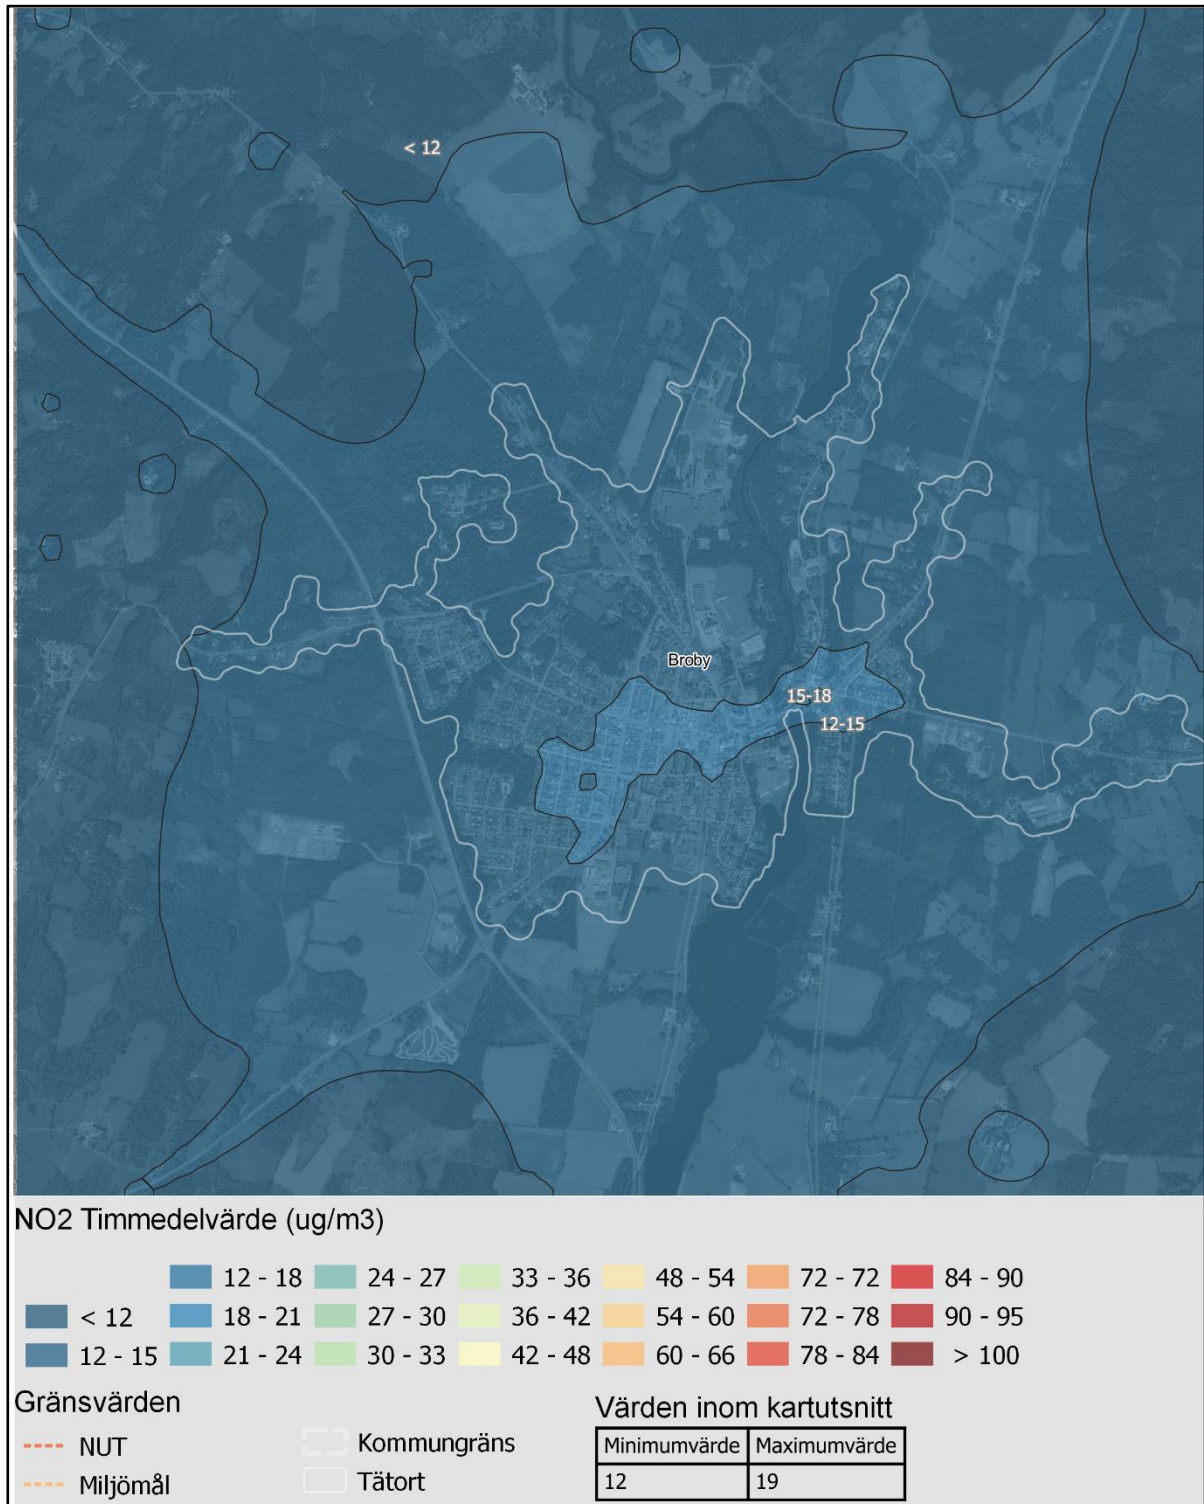 < 12
Broby
15-18
12-15
NO2 Timmedelvärde (ug/m3)
12 - 18 24 - 27 33 - 36 48 - 54 72 - 72 84 - 90
< 12 18 - 21 27 - 30 36 - 42 54 - 60 72 - 78 90 - 95
12 - 15 21 - 24 30 - 33 42 - 48 60 - 66 78 - 84 > 100
Gränsvärden
NUT
Miljömål
Kommungräns
Tätort
Värden inom kartutsnitt
Minimumvärde Maximumvärde
12 19